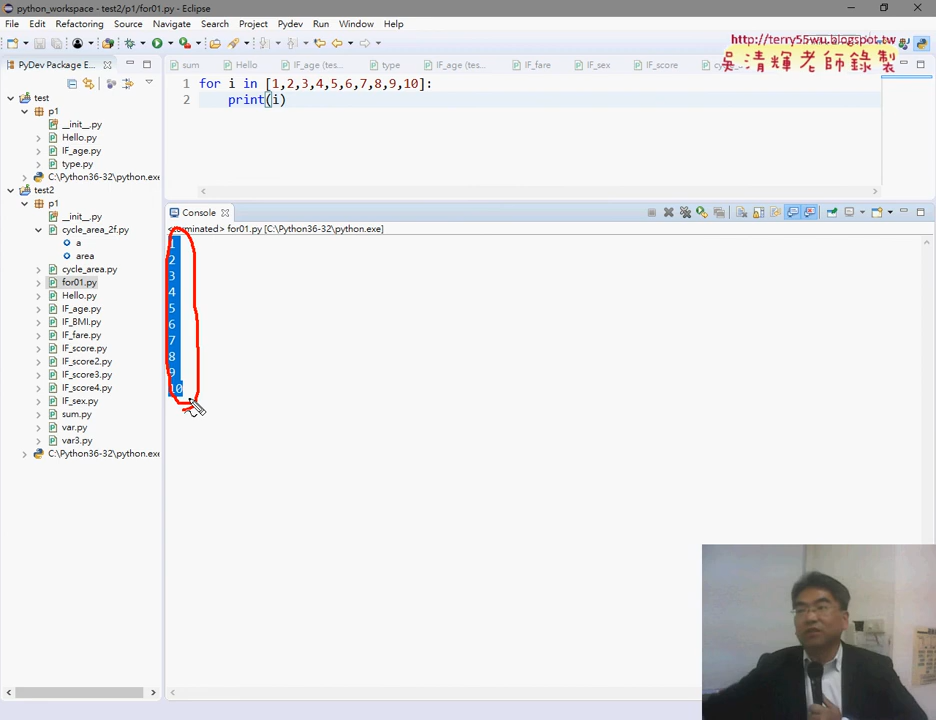 python_workspace - test2/p1/for01.py - Eclipse
File Edit Refactoring Source Navigate Search Project Pydev Run Window Help
http://terry55wu.blogspot.tw
吳清輝老師錄製
PyDev Package E...
sum Hello IF_age (tes... type IF_age (tes... IF_fare IF_sex IF_score
1 for i in [1,2,3,4,5,6,7,8,9,10]:
2 print(i)
test
p1
__init__.py
Hello.py
IF_age.py
type.py
C:\Python36-32\python.exe
test2
p1
__init__.py
cycle_area_2f.py
a
area
cycle_area.py
for01.py
Hello.py
IF_age.py
IF_BMI.py
IF_fare.py
IF_score.py
IF_score2.py
IF_score3.py
IF_score4.py
IF_sex.py
sum.py
var.py
var3.py
C:\Python36-32\python.exe
Console
<terminated> for01.py [C:\Python36-32\python.exe]
1
2
3
4
5
6
7
8
9
10